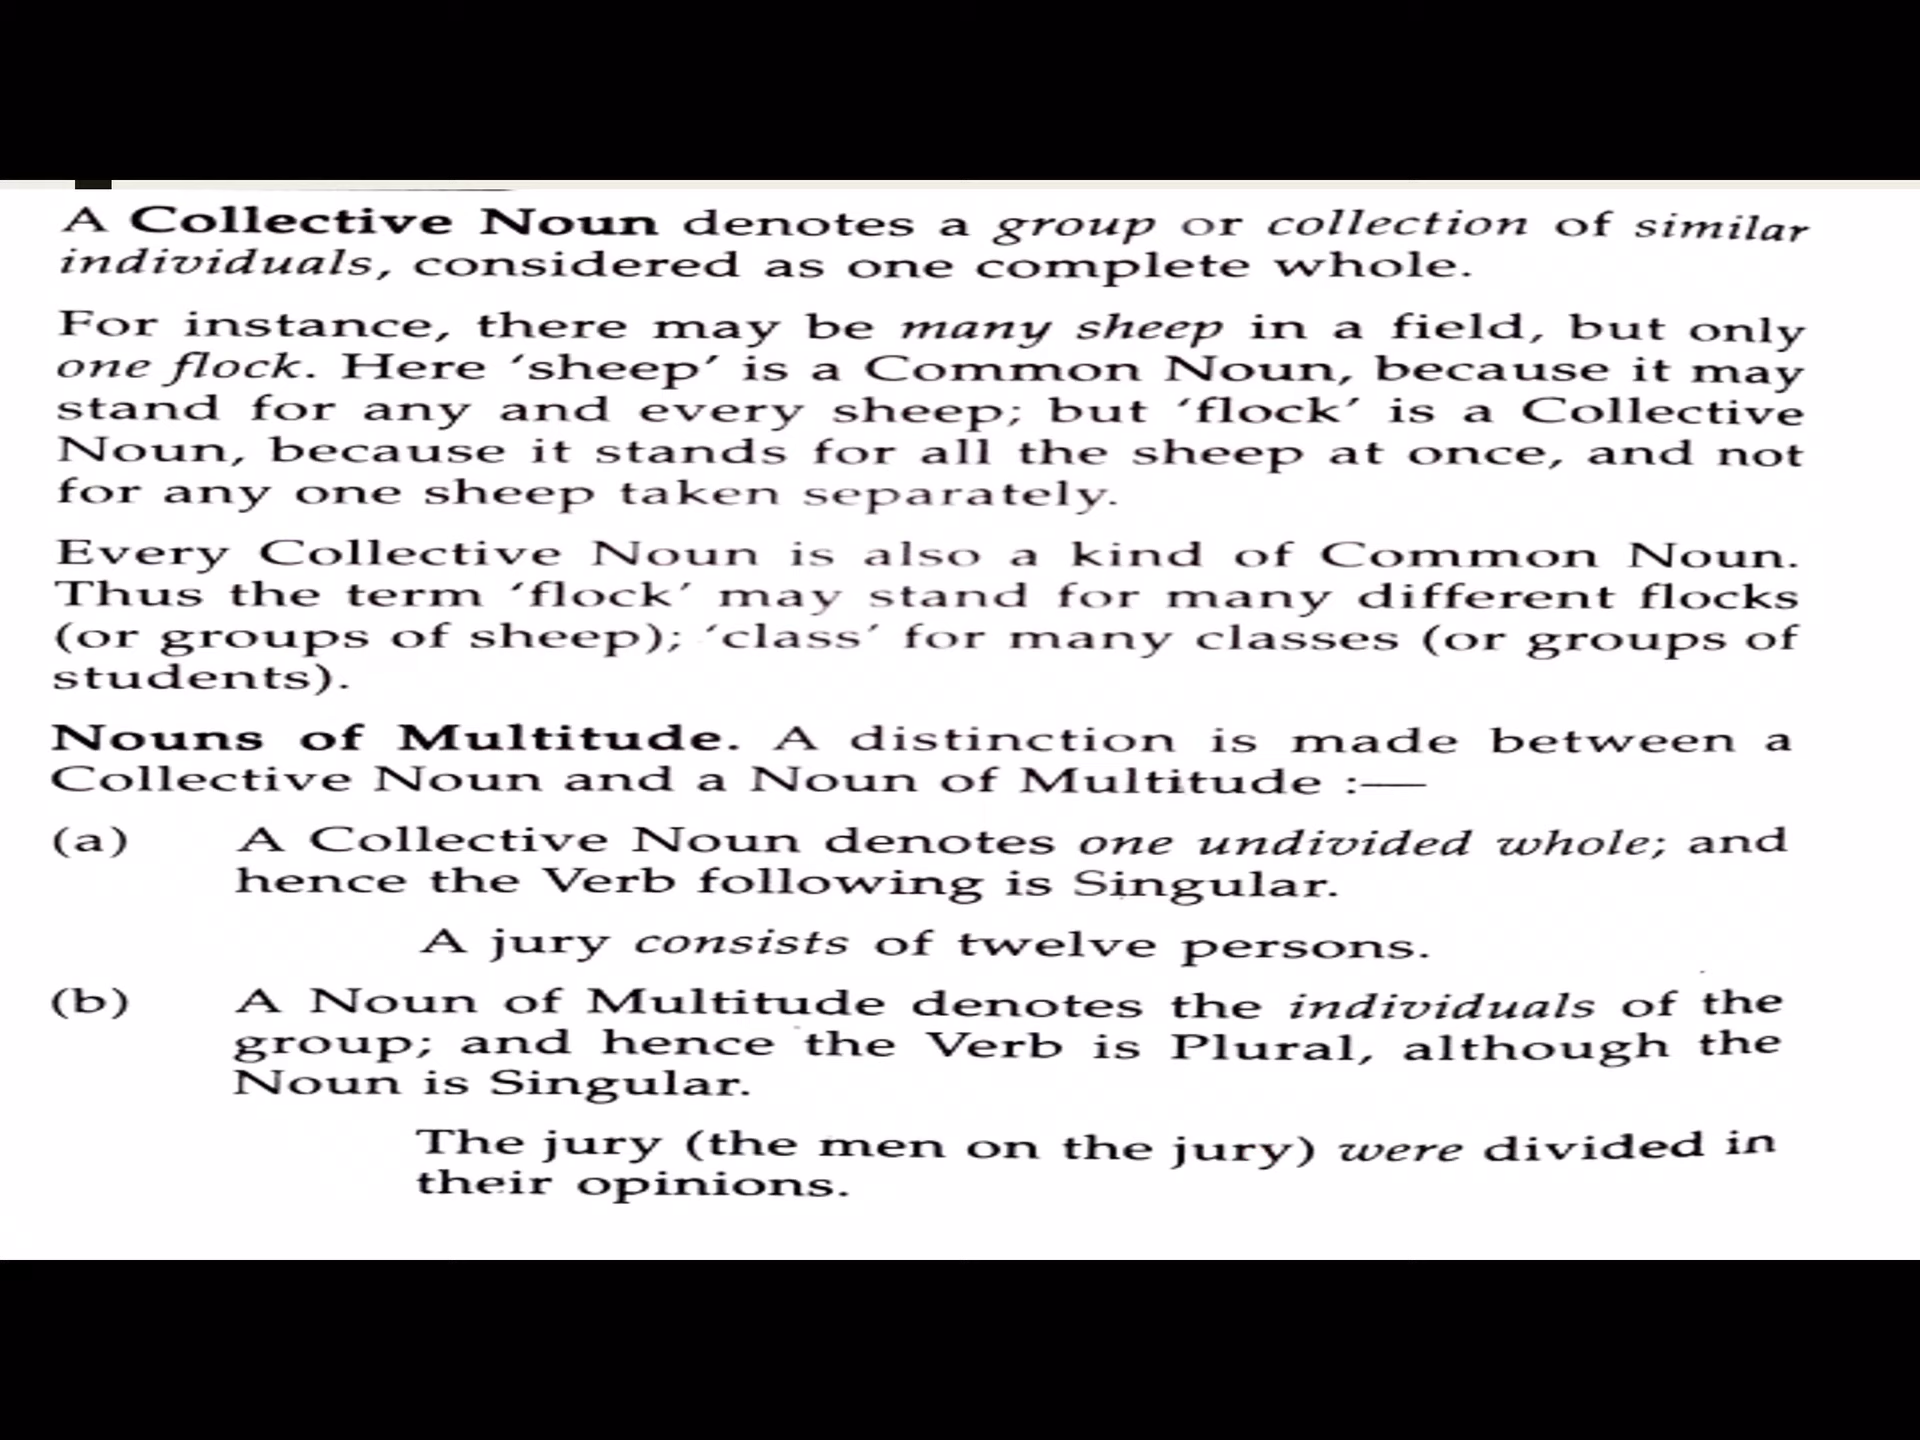 A Collective Noun denotes a group or collection of similar
individuals, considered as one complete whole.
For instance, there may be many sheep in a field, but only
one flock. Here ‘sheep’ is a Common Noun, because it may
stand for any and every sheep; but ‘flock’ is a Collective
Noun, because it stands for all the sheep at once, and not
for any one sheep taken separately.
Every Collective Noun is also a kind of Common Noun.
Thus the term ‘flock’ may stand for many different flocks
(or groups of sheep); ‘class’ for many classes (or groups of
students).
Nouns of Multitude. A distinction is made between a
Collective Noun and a Noun of Multitude :—
(a) A Collective Noun denotes one undivided whole; and
hence the Verb following is Singular.
A jury consists of twelve persons.
(b) A Noun of Multitude denotes the individuals of the
group; and hence the Verb is Plural, although the
Noun is Singular.
The jury (the men on the jury) were divided in
their opinions.